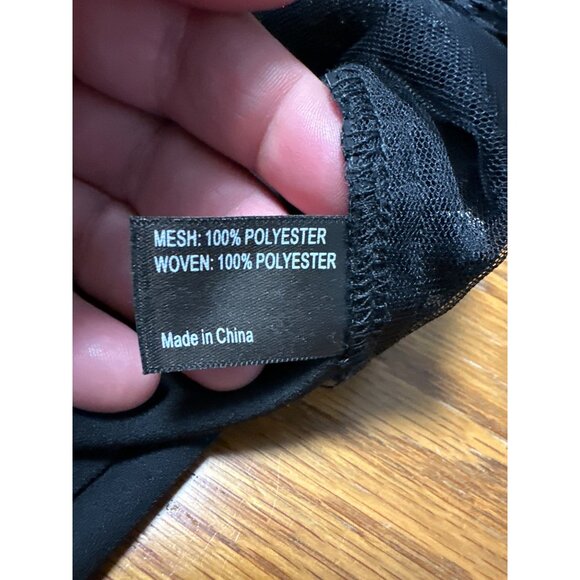 MESH: 100% POLYESTER
WOVEN: 100% POLYESTER
Made in China